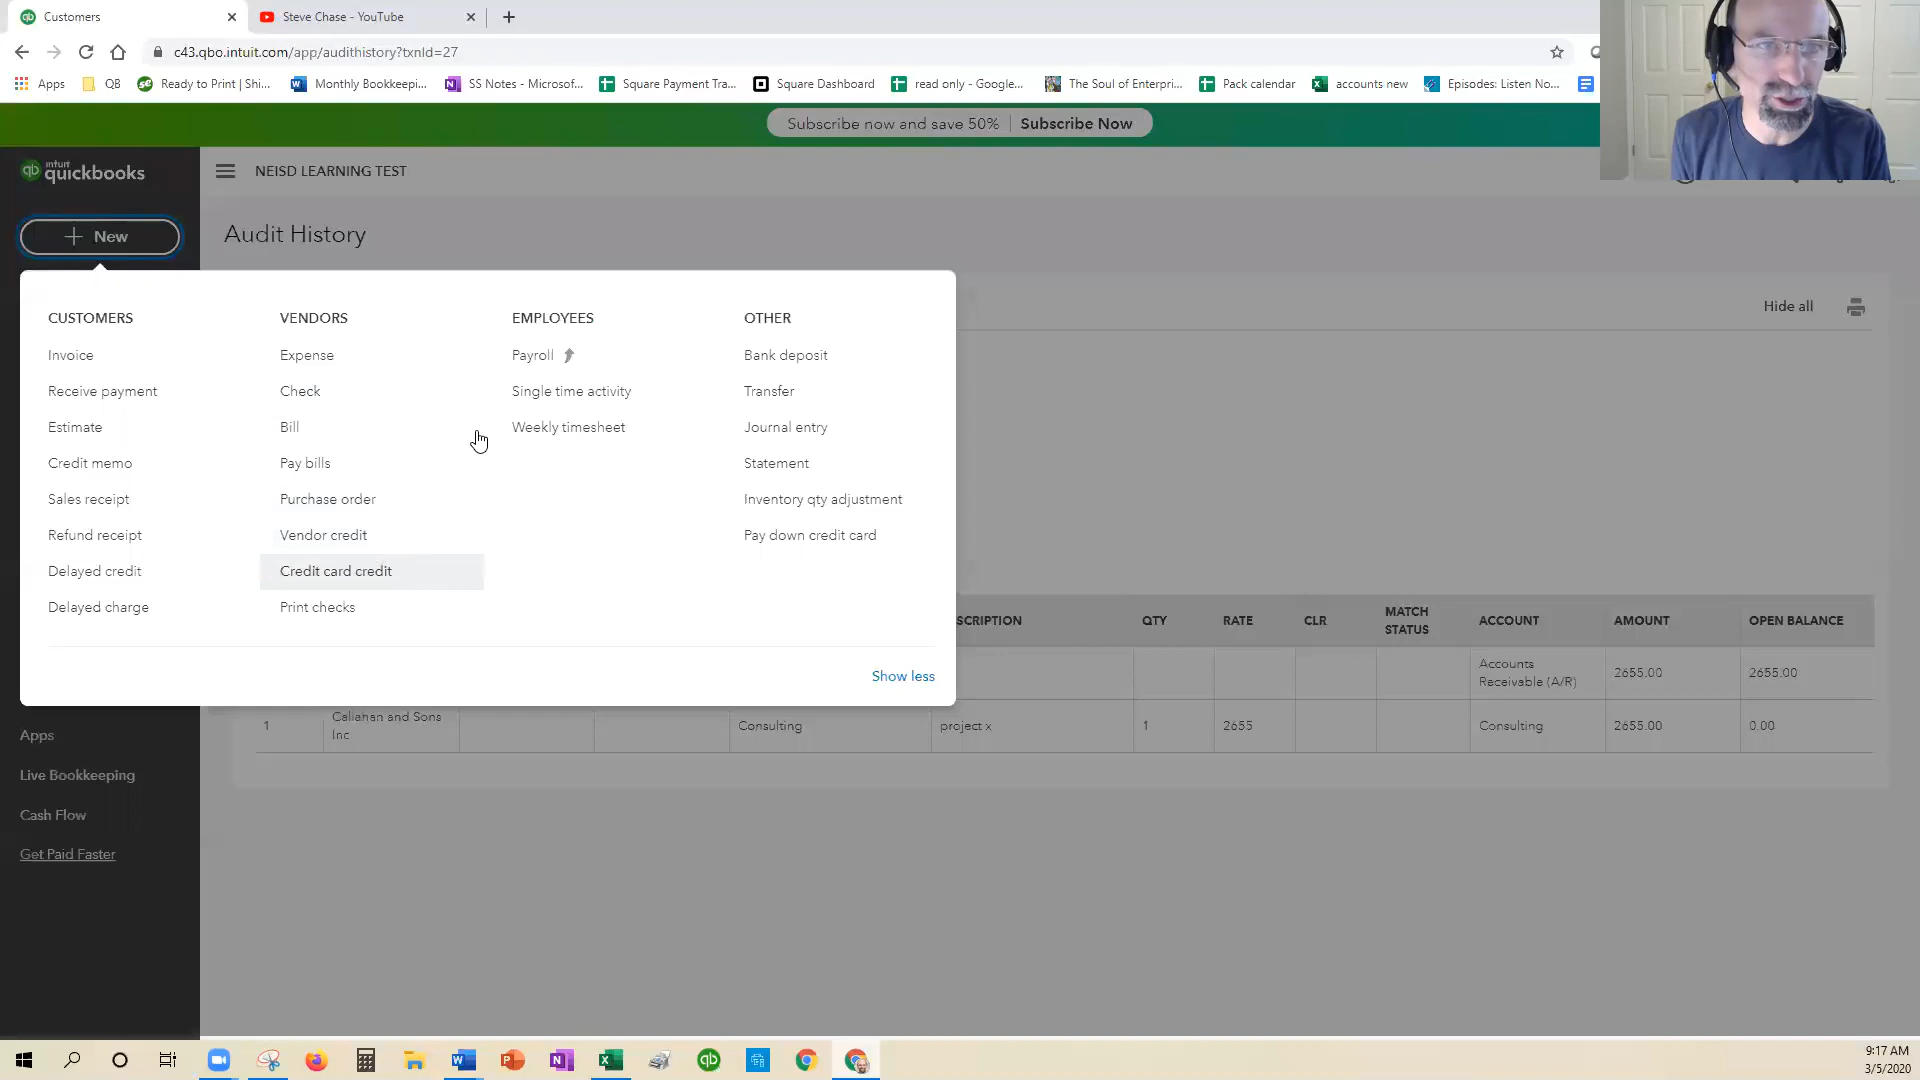 Customers
Steve Chase - YouTube
c43.qbo.intuit.com/app/audithistory?txnId=27
Apps
QB
Ready to Print | Shi...
Monthly Bookkeepi...
SS Notes - Microsof...
Square Payment Tra...
Square Dashboard
read only - Google...
The Soul of Enterpri...
Pack calendar
accounts new
Episodes: Listen No...
Subscribe now and save 50% | Subscribe Now
intuit
quickbooks
NEISD LEARNING TEST
New
Audit History
Hide all
CUSTOMERS
Invoice
Receive payment
Estimate
Credit memo
Sales receipt
Refund receipt
Delayed credit
Delayed charge
VENDORS
Expense
Check
Bill
Pay bills
Purchase order
Vendor credit
Credit card credit
Print checks
EMPLOYEES
Payroll
Single time activity
Weekly timesheet
OTHER
Bank deposit
Transfer
Journal entry
Statement
Inventory qty adjustment
Pay down credit card
Show less
SCRIPTION QTY RATE CLR MATCH STATUS ACCOUNT AMOUNT OPEN BALANCE
Accounts Receivable (A/R) 2655.00 2655.00
1 Callahan and Sons Inc Consulting project x 1 2655 Consulting 2655.00 0.00
Apps
Live Bookkeeping
Cash Flow
Get Paid Faster
9:17 AM
3/5/2020